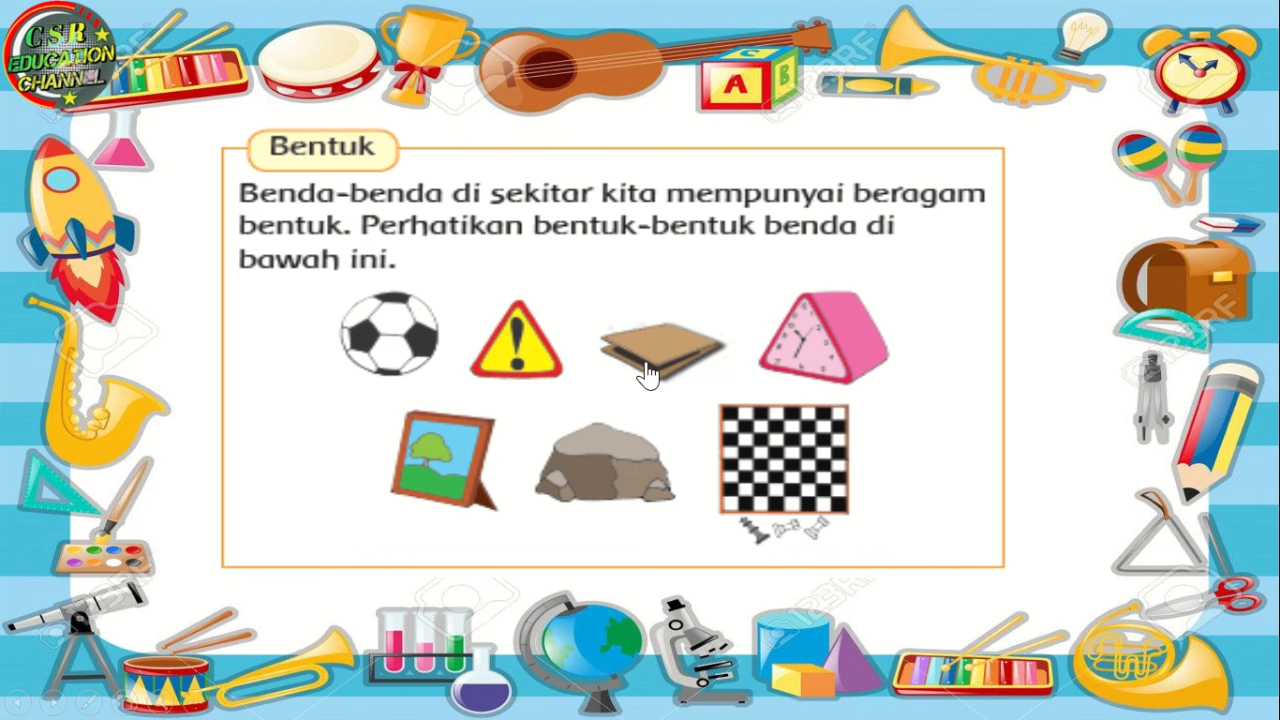 CSR
EDUCATION
CHANNEL
A
B
C
Bentuk
Benda-benda di sekitar kita mempunyai beragam
bentuk. Perhatikan bentuk-bentuk benda di
bawah ini.